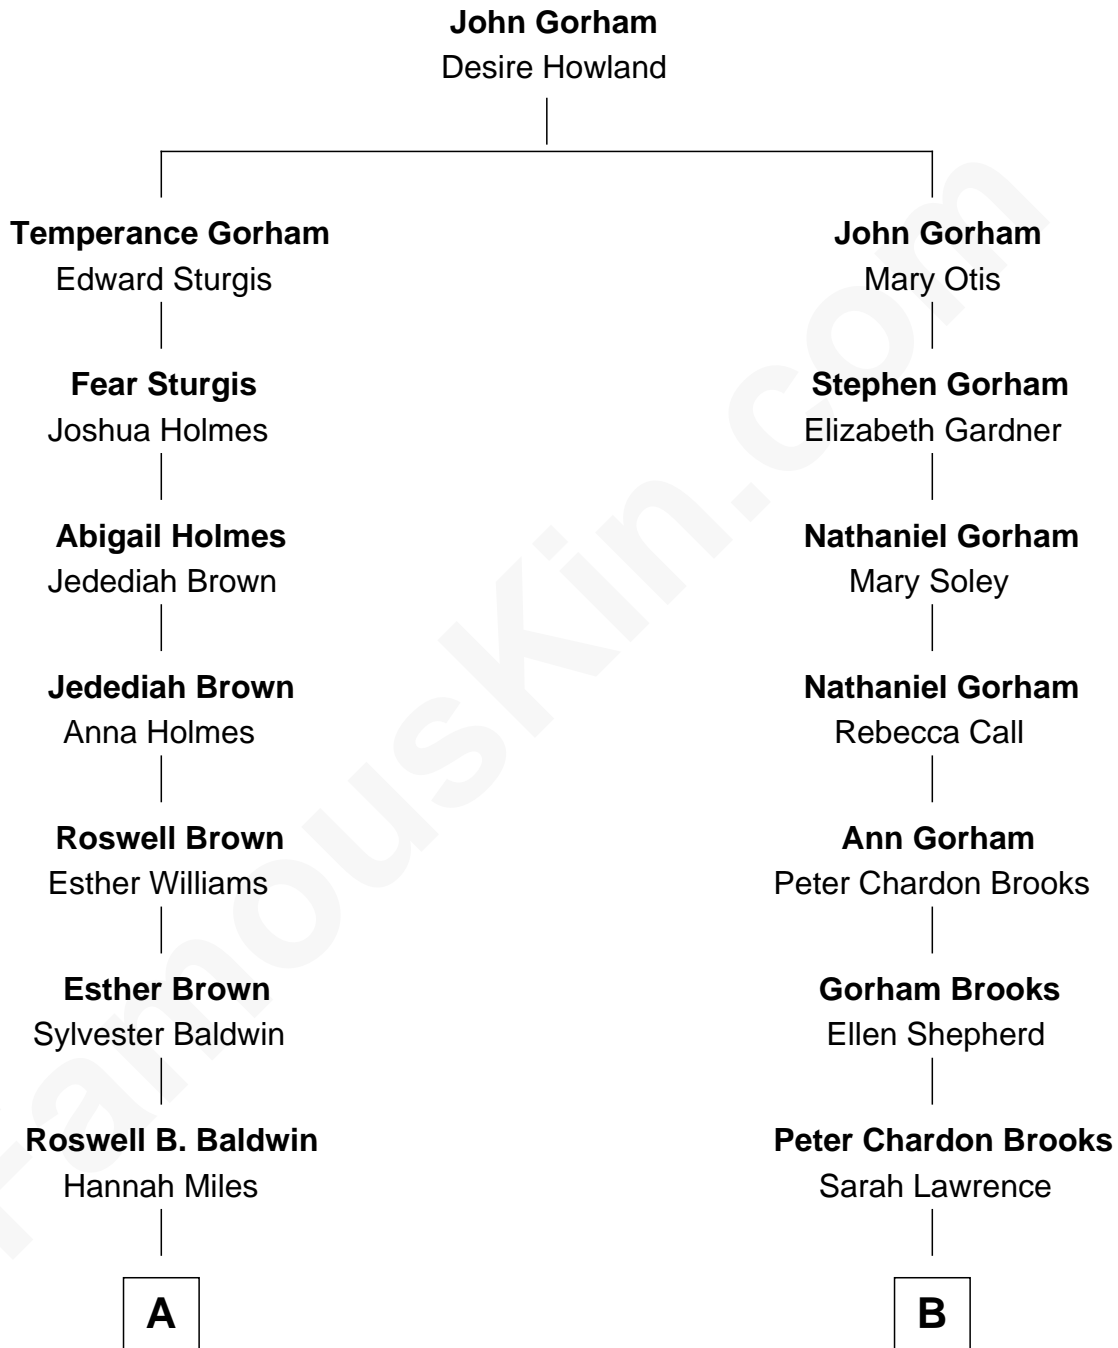 John Gorham
Desire Howland
Temperance Gorham
Edward Sturgis
John Gorham
Mary Otis
Fear Sturgis
Joshua Holmes
Stephen Gorham
Elizabeth Gardner
Abigail Holmes
Jedediah Brown
Nathaniel Gorham
Mary Soley
Jedediah Brown
Anna Holmes
Nathaniel Gorham
Rebecca Call
Roswell Brown
Esther Williams
Ann Gorham
Peter Chardon Brooks
Esther Brown
Sylvester Baldwin
Gorham Brooks
Ellen Shepherd
Roswell B. Baldwin
Hannah Miles
Peter Chardon Brooks
Sarah Lawrence
A
B
FamousKin.com